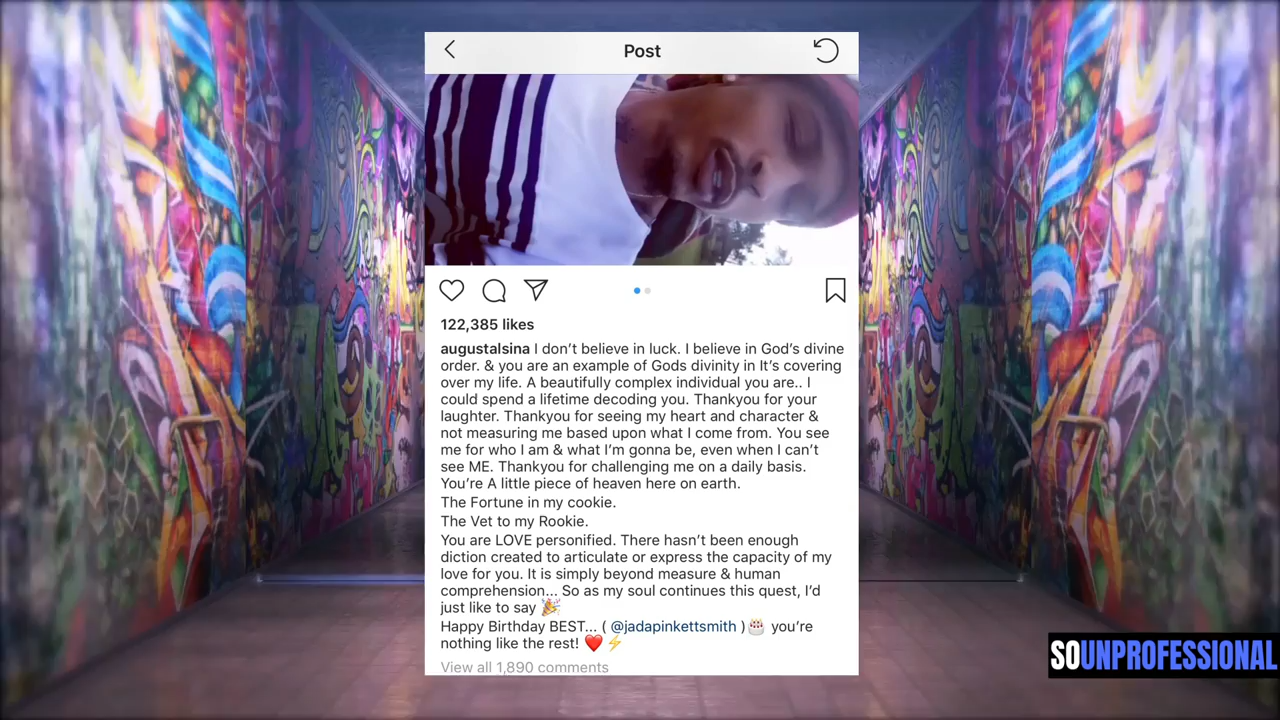 Post
122,385 likes
augustalsina I don't believe in luck. I believe in God's divine
order. & you are an example of Gods divinity in It's covering
over my life. A beautifully complex individual you are.. I
could spend a lifetime decoding you. Thankyou for your
laughter. Thankyou for seeing my heart and character &
not measuring me based upon what I come from. You see
me for who I am & what I'm gonna be, even when I can't
see ME. Thankyou for challenging me on a daily basis.
You're A little piece of heaven here on earth.
The Fortune in my cookie.
The Vet to my Rookie.
You are LOVE personified. There hasn't been enough
diction created to articulate or express the capacity of my
love for you. It is simply beyond measure & human
comprehension... So as my soul continues this quest, I'd
just like to say 🎉
Happy Birthday BEST... ( @jadapinkettsmith )🎂 you're
nothing like the rest! ❤️⚡
View all 1,890 comments
SOUNPROFESSIONAL